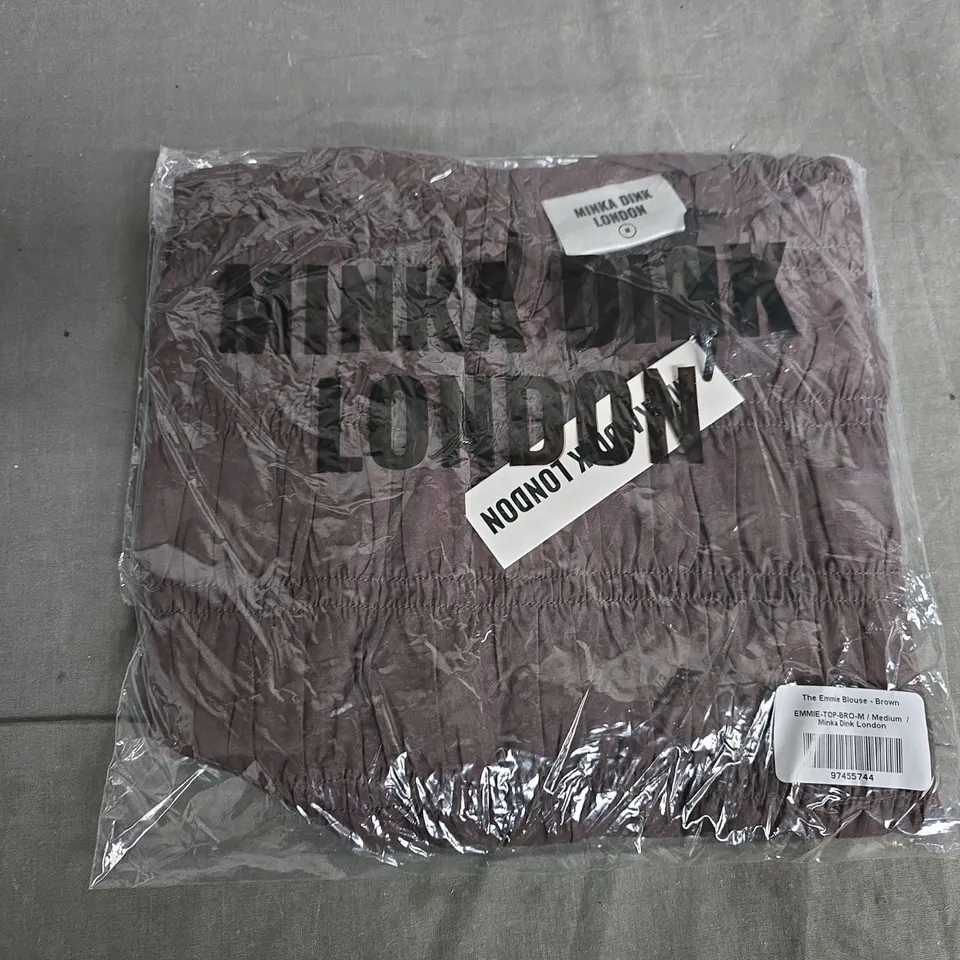 MINKA DINK
LONDON
M
MINKA DINK
LONDON
MINKA DINK LONDON
The Emmie Blouse - Brown
EMMIE-TOP-BRO-M / Medium /
Minka Dink London
97455744